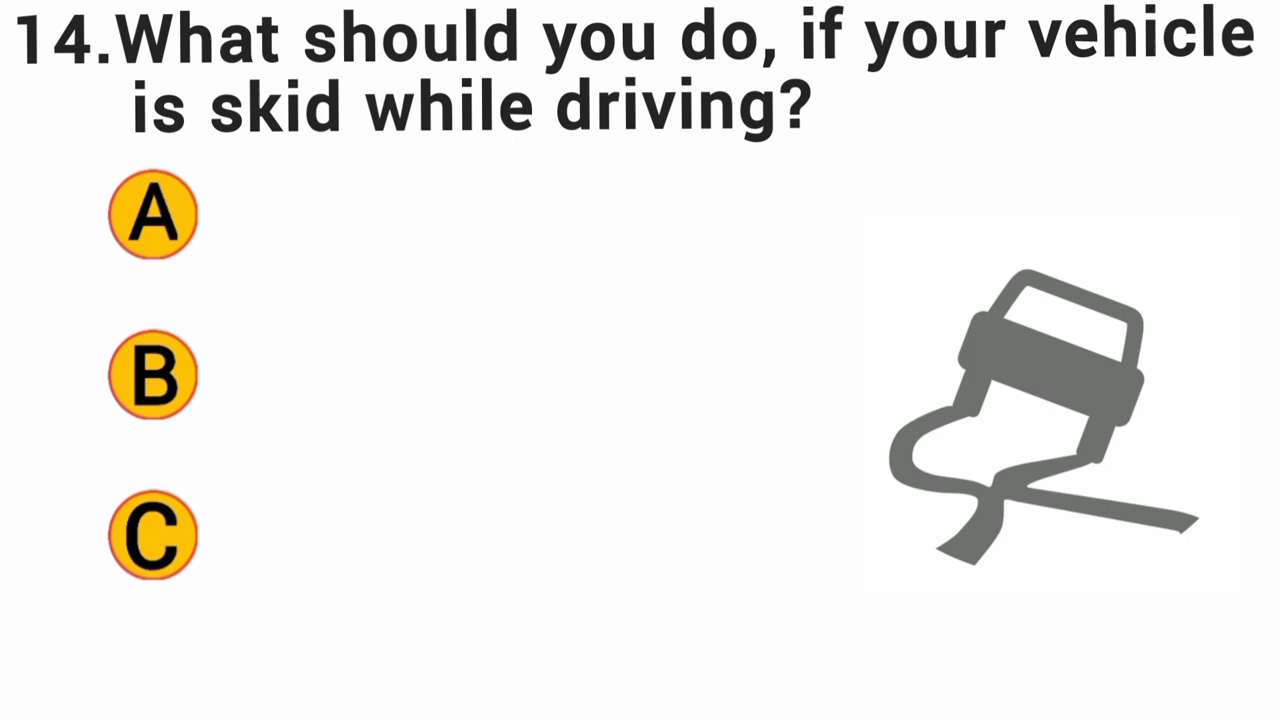 14.What should you do, if your vehicle
is skid while driving?
A
B
C